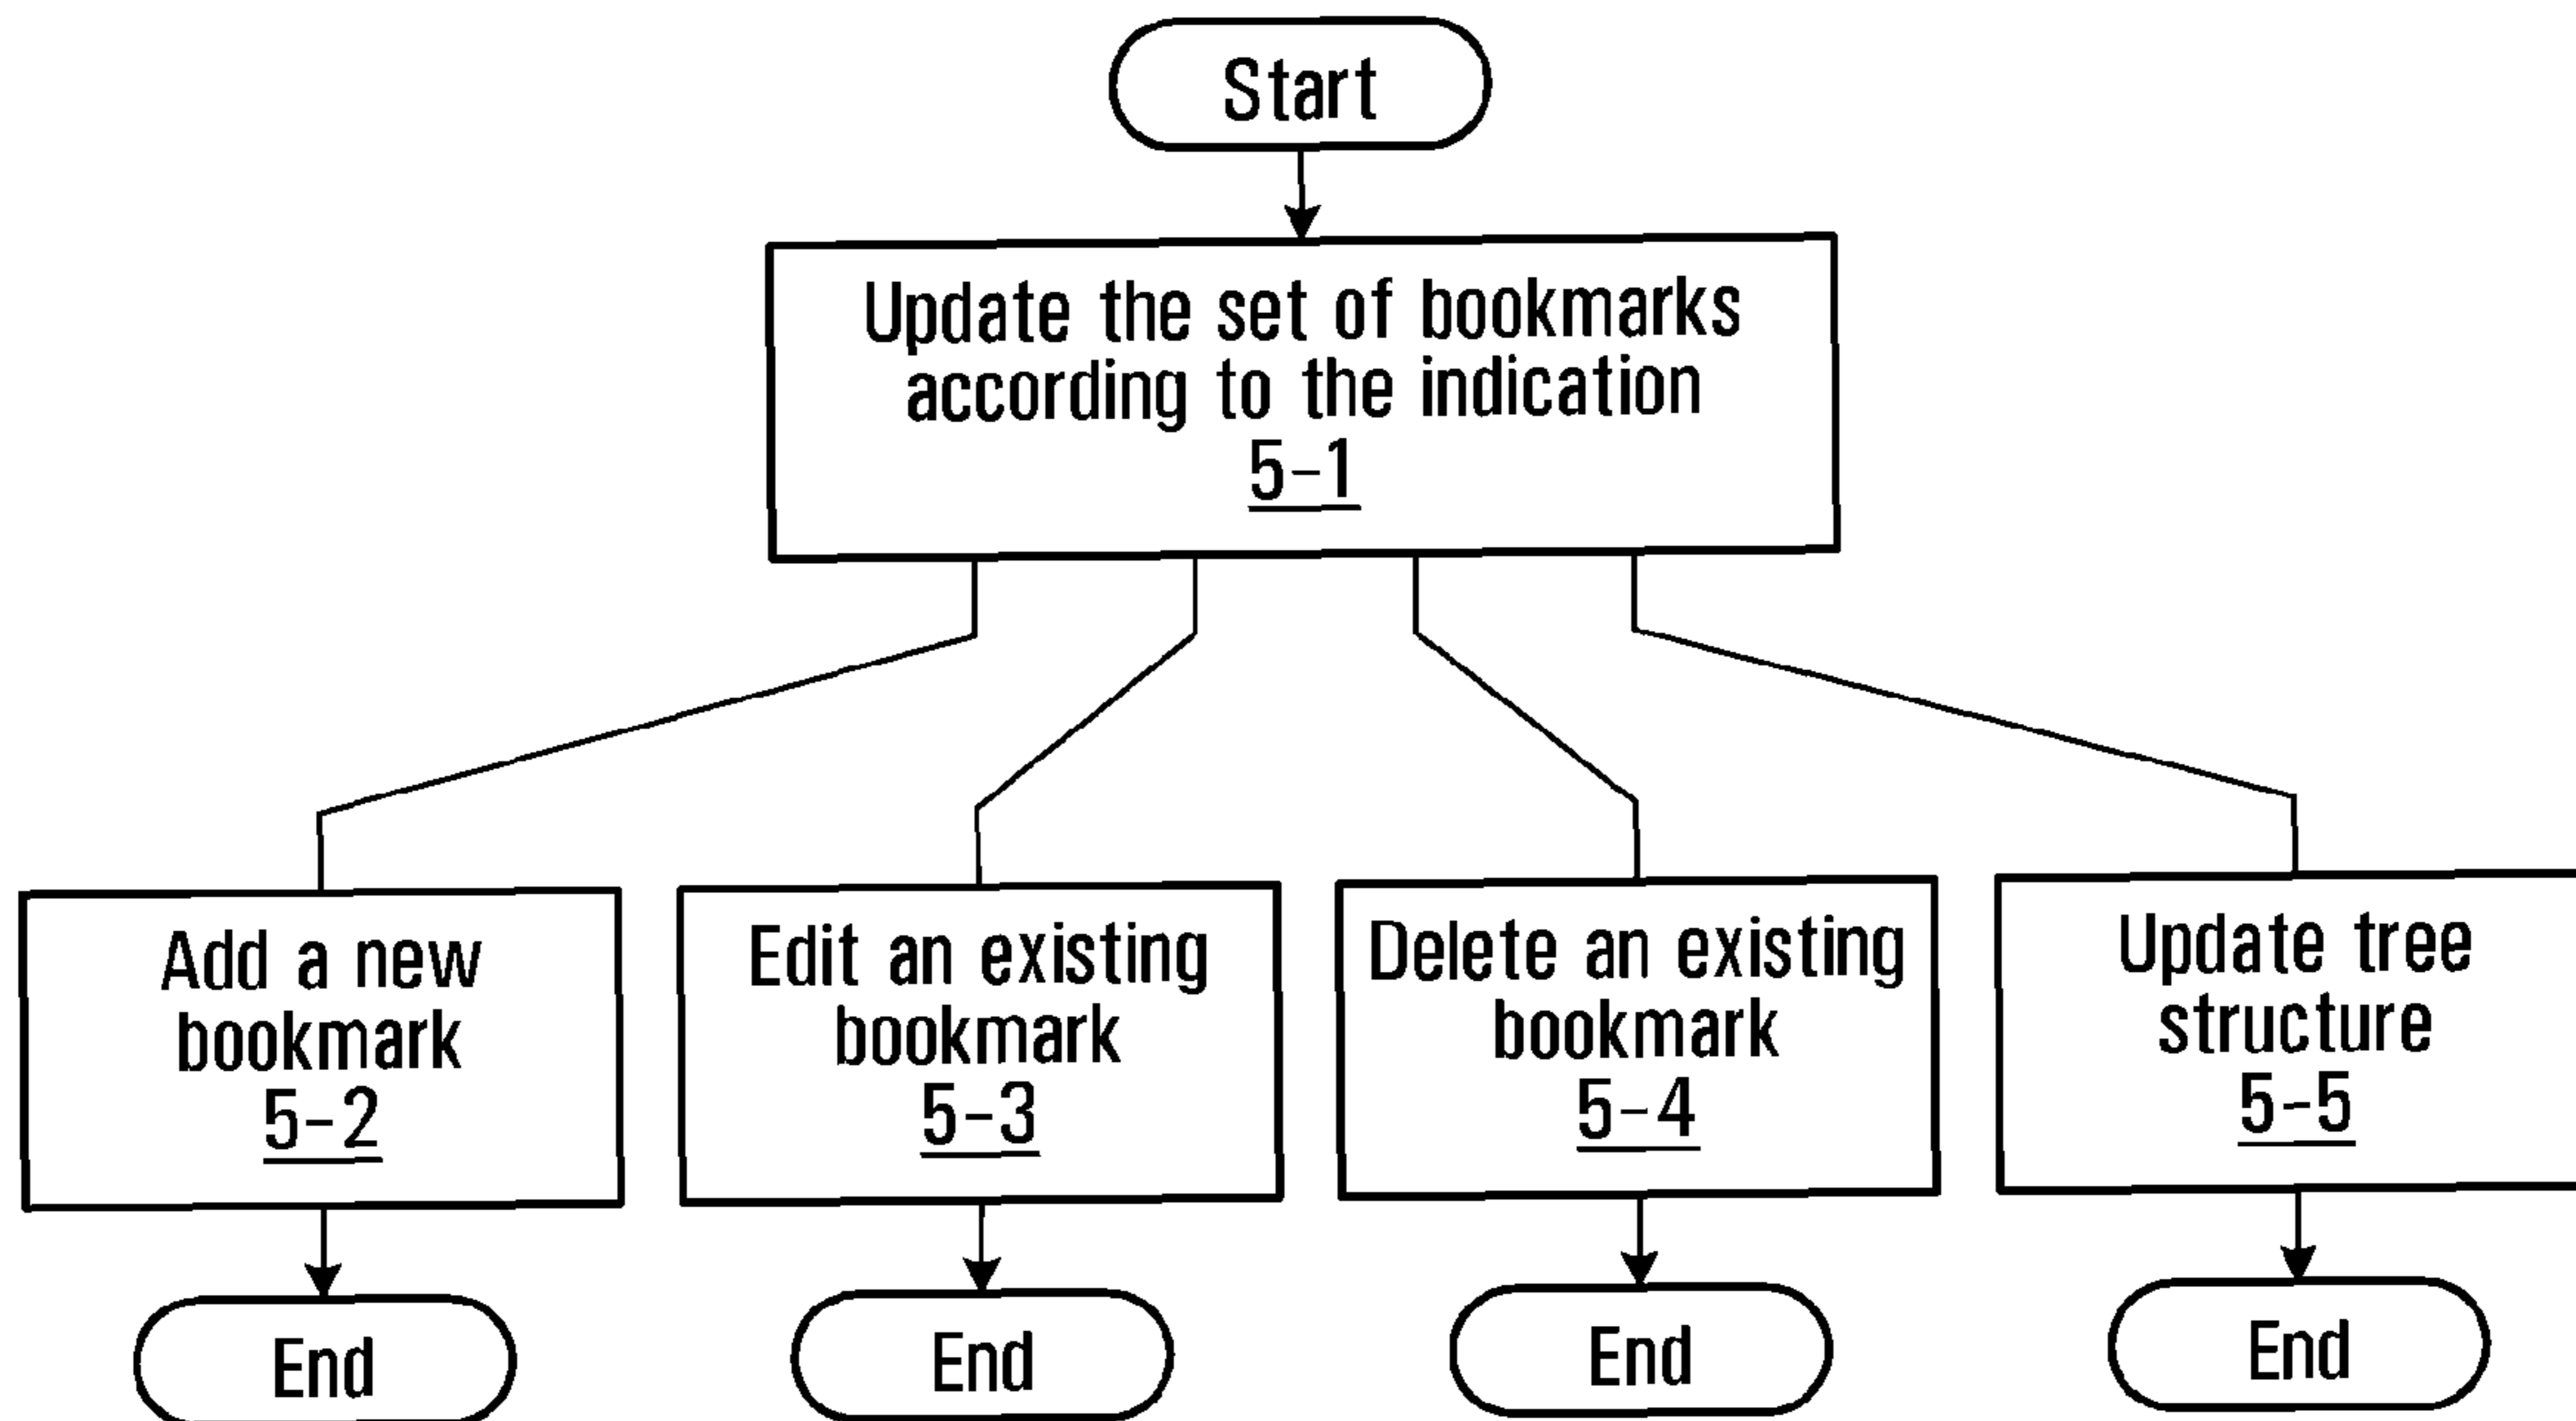 Start
Update the set of bookmarks
according to the indication
5-1
Add a new
bookmark
5-2
Edit an existing
bookmark
5-3
Delete an existing
bookmark
5-4
Update tree
structure
5-5
End
End
End
End